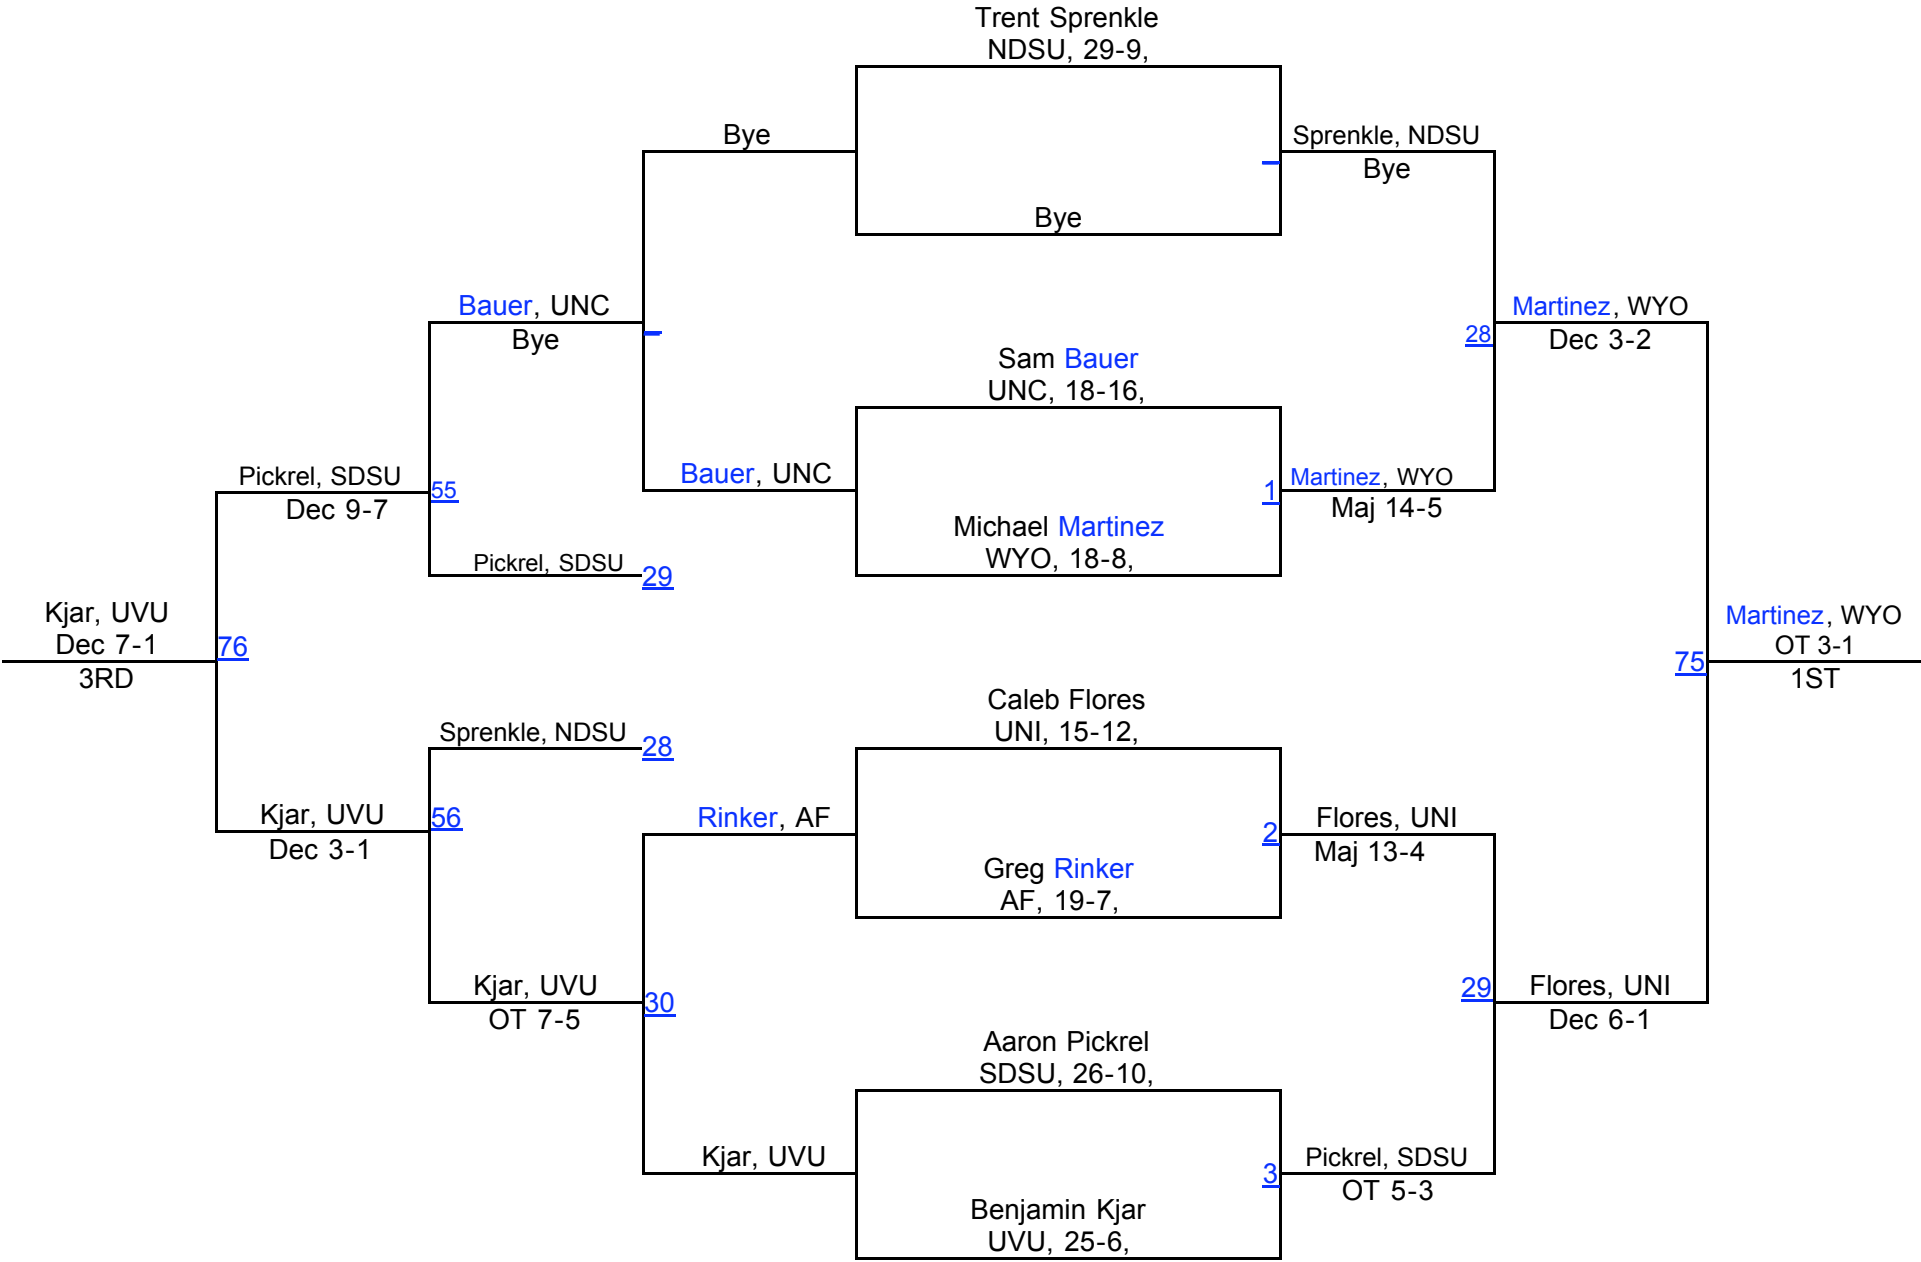 Trent Sprenkle
NDSU, 29-9,
Bye
Sprenkle, NDSU
Bye
Bye
Bauer, UNC
Bye
Martinez, WYO
28
Dec 3-2
Sam Bauer
UNC, 18-16,
Pickrel, SDSU
55
Dec 9-7
Bauer, UNC
1
Martinez, WYO
Maj 14-5
Michael Martinez
WYO, 18-8,
Pickrel, SDSU
29
Kjar, UVU
Dec 7-1
76
3RD
Martinez, WYO
OT 3-1
75
1ST
Caleb Flores
UNI, 15-12,
Sprenkle, NDSU
28
Kjar, UVU
56
Dec 3-1
Rinker, AF
2
Flores, UNI
Maj 13-4
Greg Rinker
AF, 19-7,
Kjar, UVU
30
OT 7-5
29
Flores, UNI
Dec 6-1
Aaron Pickrel
SDSU, 26-10,
Kjar, UVU
3
Pickrel, SDSU
OT 5-3
Benjamin Kjar
UVU, 25-6,